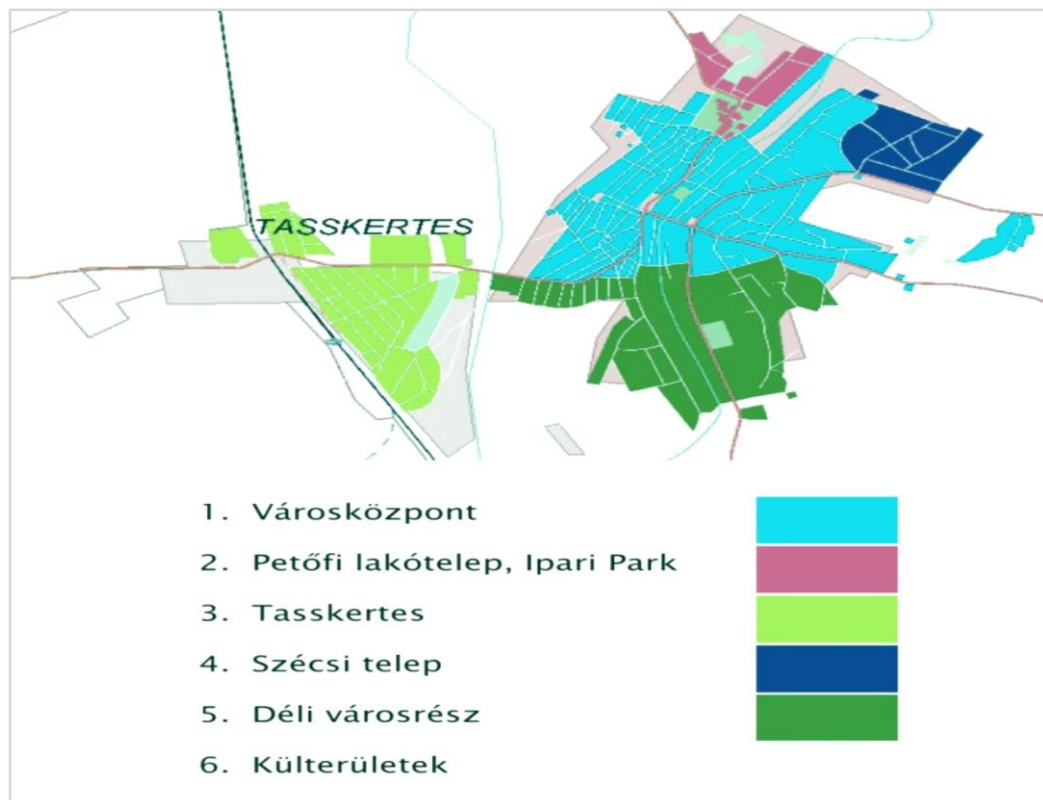 TASSKERTES
1. Városközpont
2. Petőfi lakótelep, Ipari Park
3. Tasskertes
4. Szécsi telep
5. Déli városrész
6. Külterületek